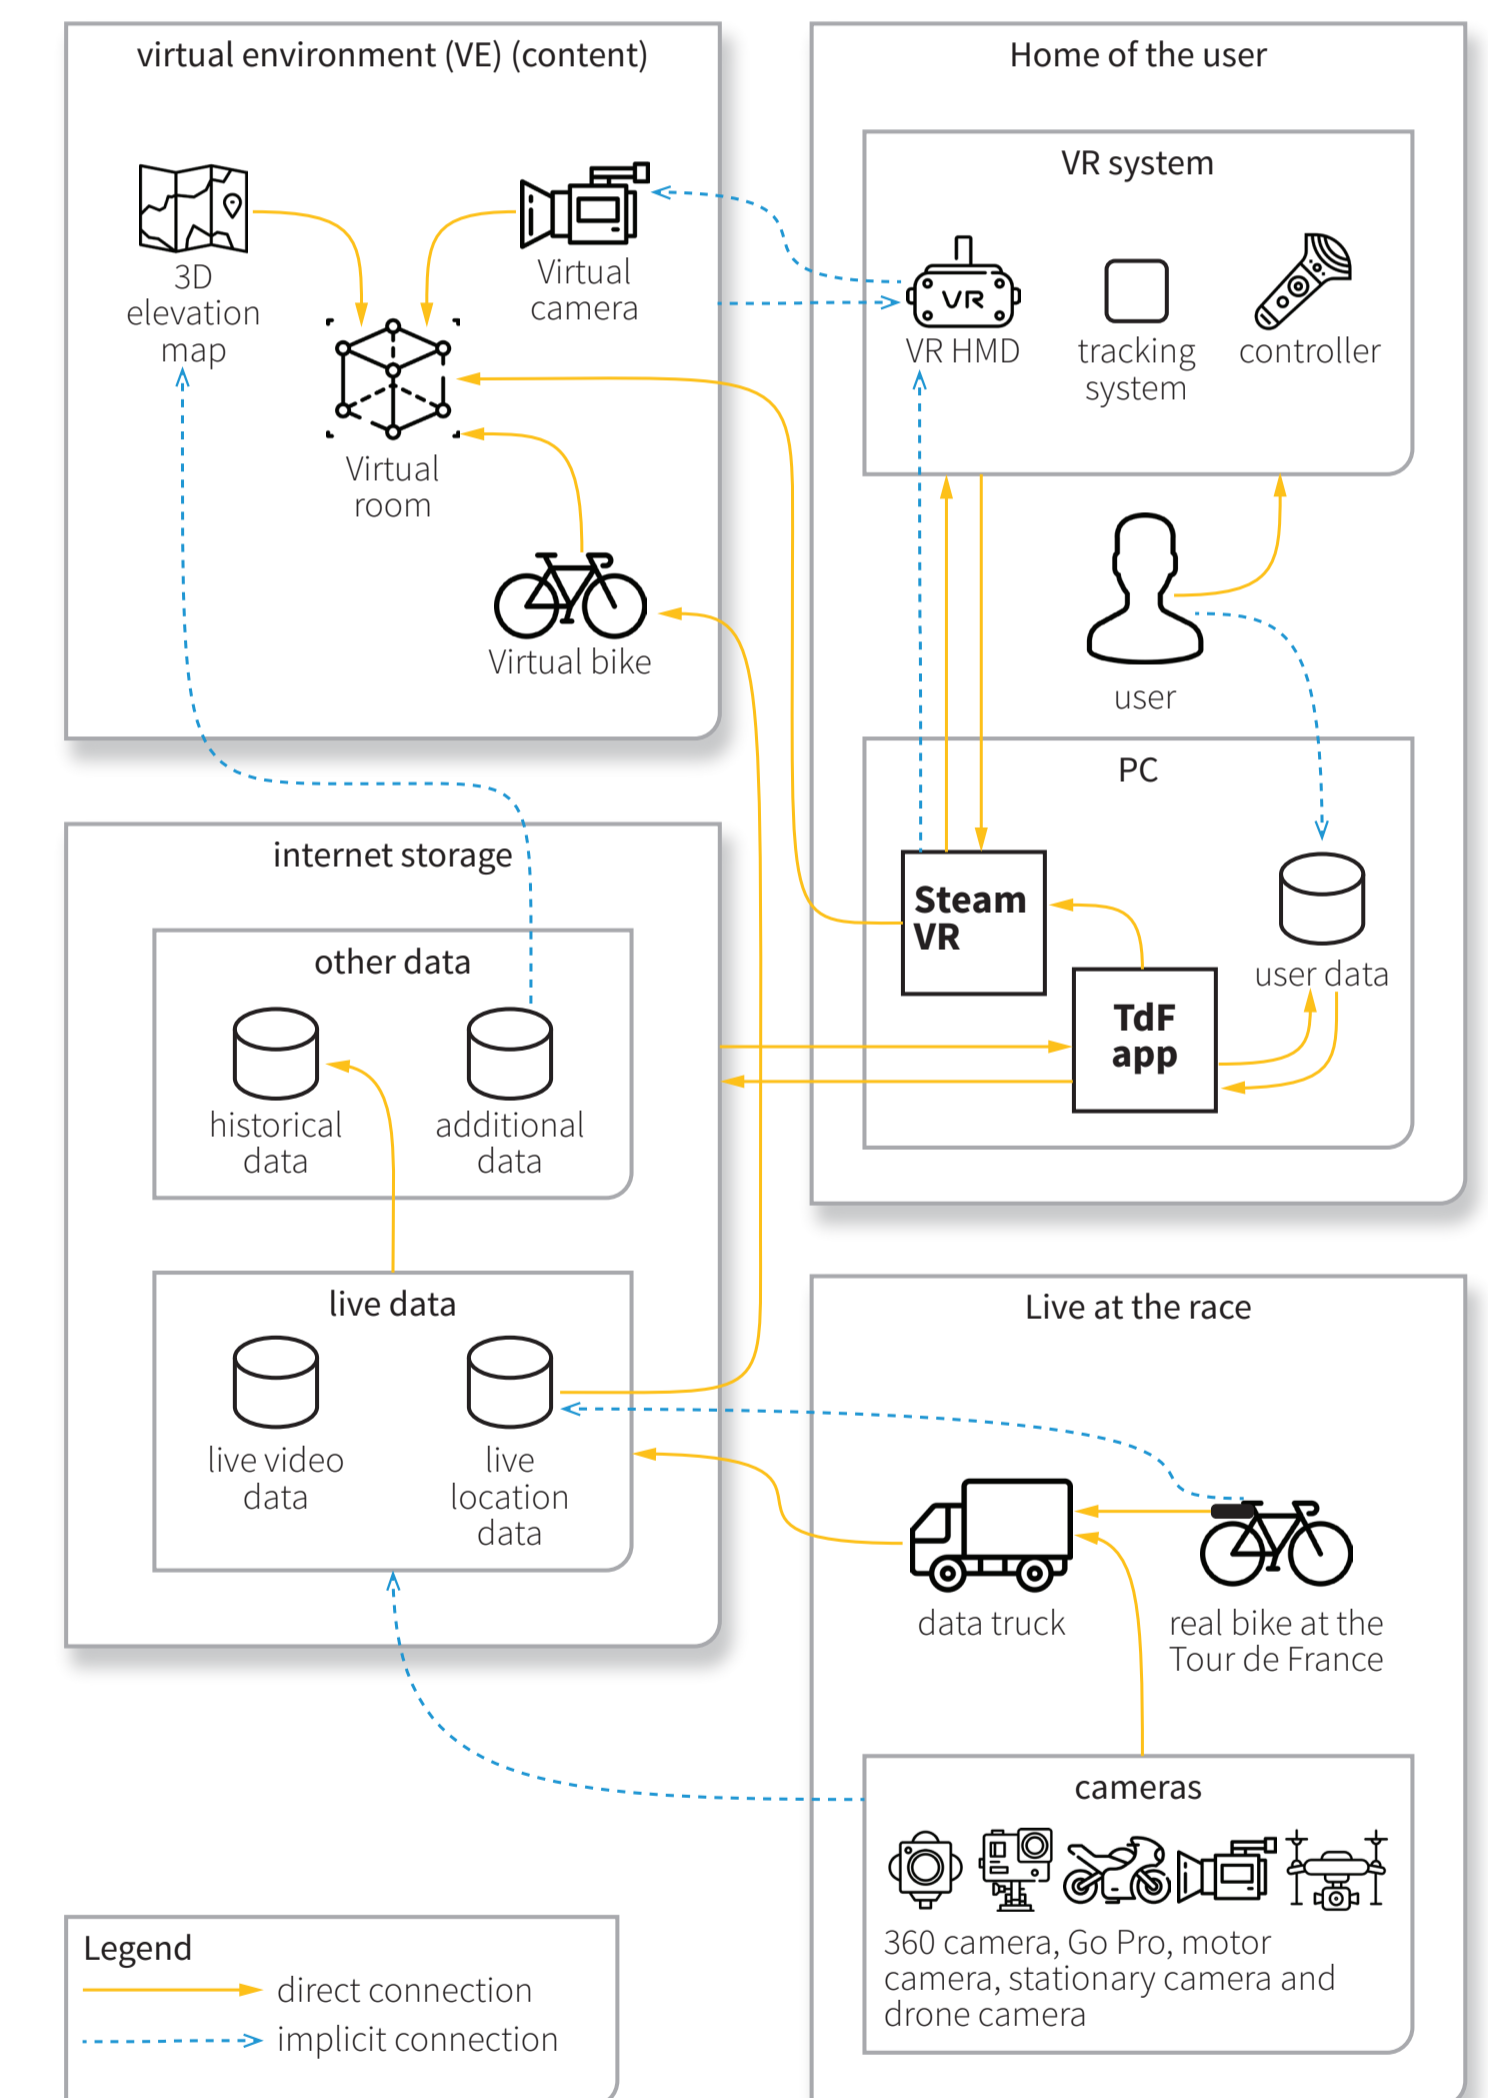 virtual environment (VE) (content)
3D
elevation
map
Virtual
camera
Virtual
room
Virtual bike
Home of the user
VR system
VR
VR HMD
tracking
system
controller
user
PC
Steam
VR
TdF
app
user data
internet storage
other data
historical
data
additional
data
live data
live video
data
live
location
data
Live at the race
data truck
real bike at the
Tour de France
cameras
360 camera, Go Pro, motor
camera, stationary camera and
drone camera
Legend
direct connection
implicit connection